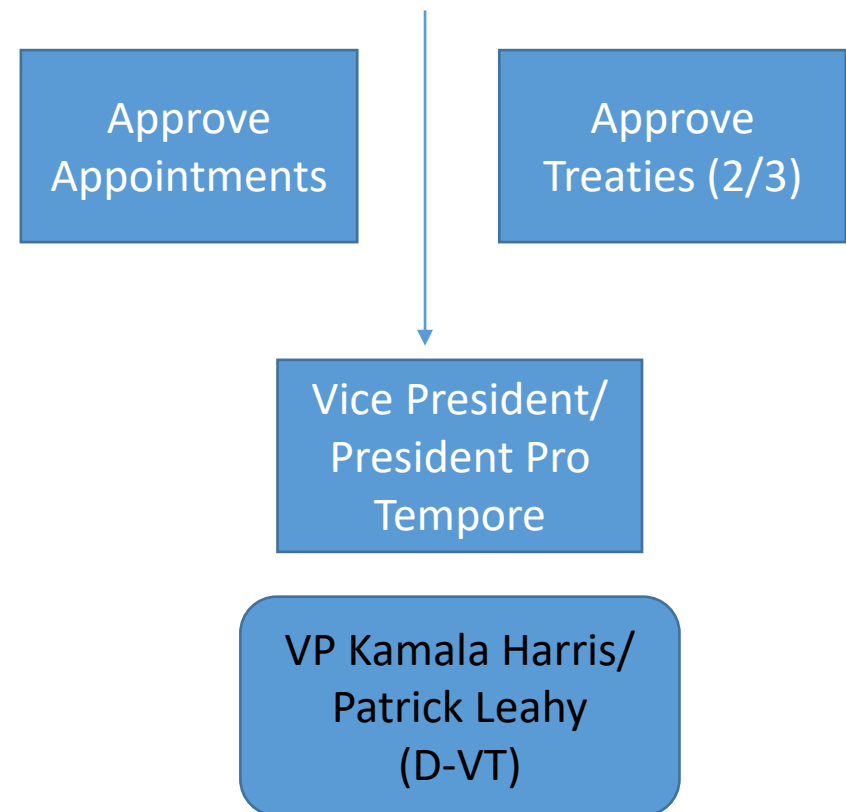 Approve
Appointments
Approve
Treaties (2/3)
Vice President/
President Pro
Tempore
VP Kamala Harris/
Patrick Leahy
(D-VT)